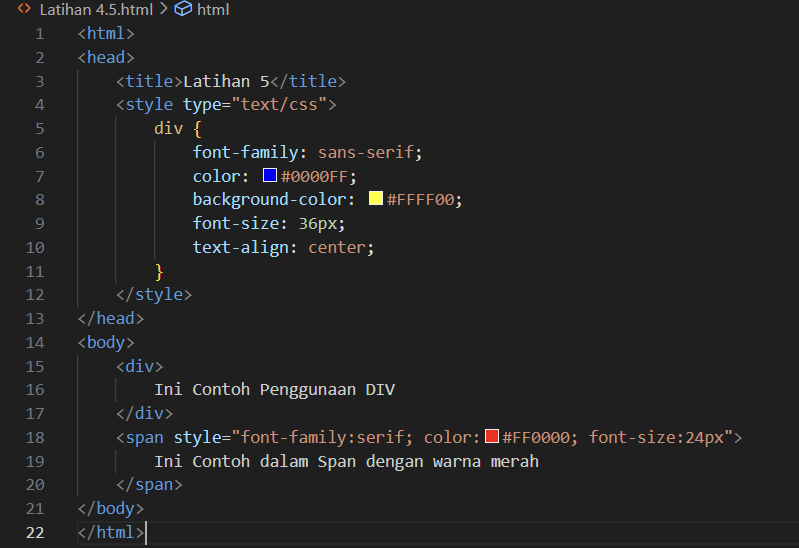 Latihan 4.5.html > html
1 <html>
2 <head>
3     <title>Latihan 5</title>
4     <style type="text/css">
5         div {
6             font-family: sans-serif;
7             color: #0000FF;
8             background-color: #FFFF00;
9             font-size: 36px;
10             text-align: center;
11         }
12     </style>
13 </head>
14 <body>
15     <div>
16         Ini Contoh Penggunaan DIV
17     </div>
18     <span style="font-family:serif; color:#FF0000; font-size:24px">
19         Ini Contoh dalam Span dengan warna merah
20     </span>
21 </body>
22 </html>